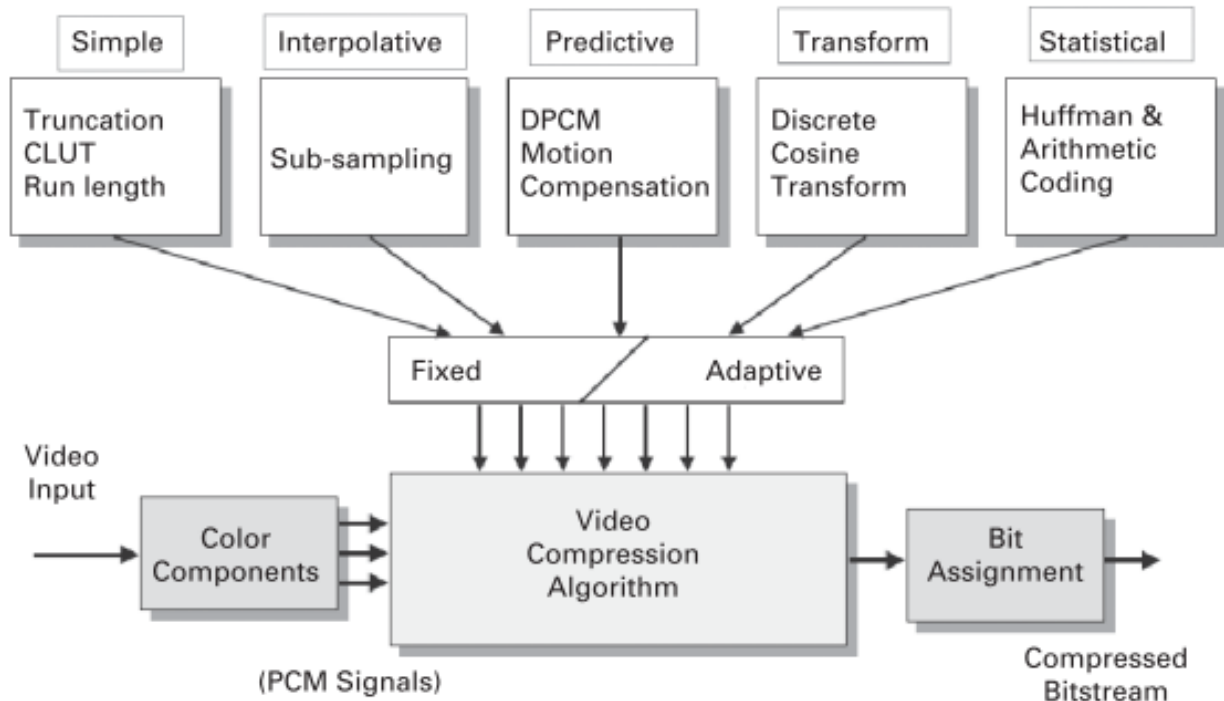 Simple
Interpolative
Predictive
Transform
Statistical
Truncation
CLUT
Run length
Sub-sampling
DPCM
Motion
Compensation
Discrete
Cosine
Transform
Huffman &
Arithmetic
Coding
Fixed
Adaptive
Video
Input
Color
Components
Video
Compression
Algorithm
Bit
Assignment
(PCM Signals)
Compressed
Bitstream